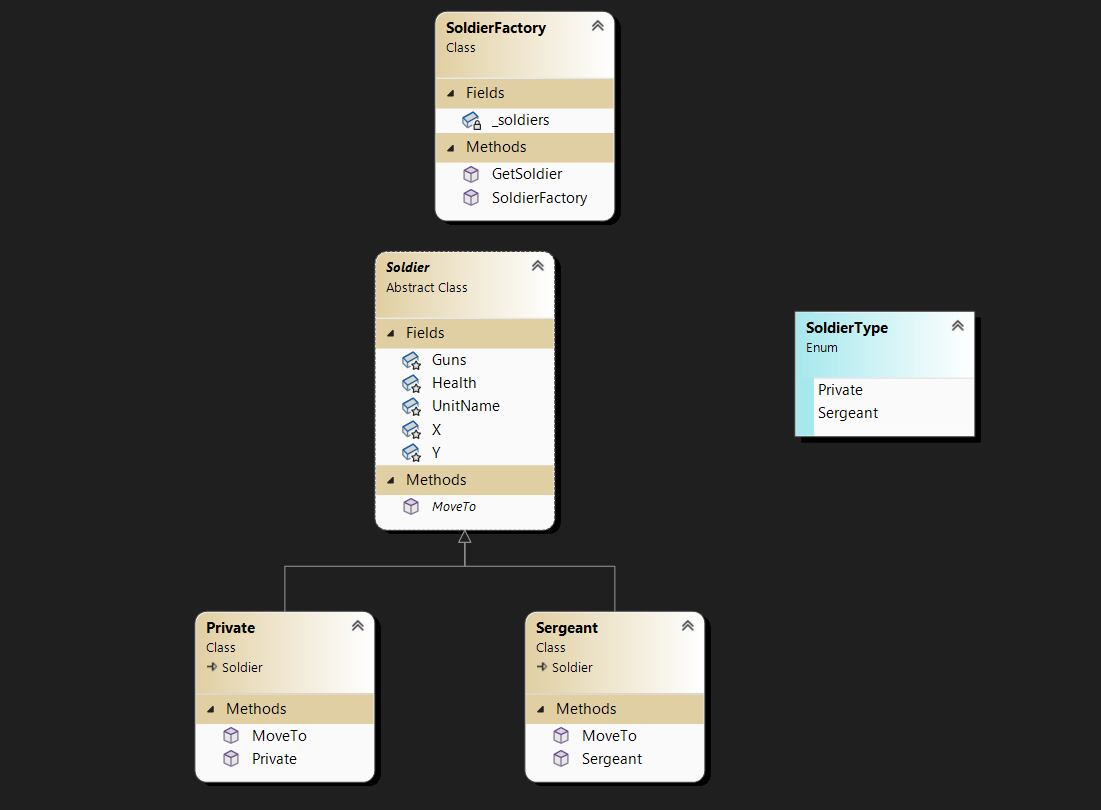 SoldierFactory
Class
Fields
_soldiers
Methods
GetSoldier
SoldierFactory
Soldier
Abstract Class
Fields
Guns
Health
UnitName
X
Y
Methods
MoveTo
SoldierType
Enum
Private
Sergeant
Private
Class
Soldier
Methods
MoveTo
Private
Sergeant
Class
Soldier
Methods
MoveTo
Sergeant